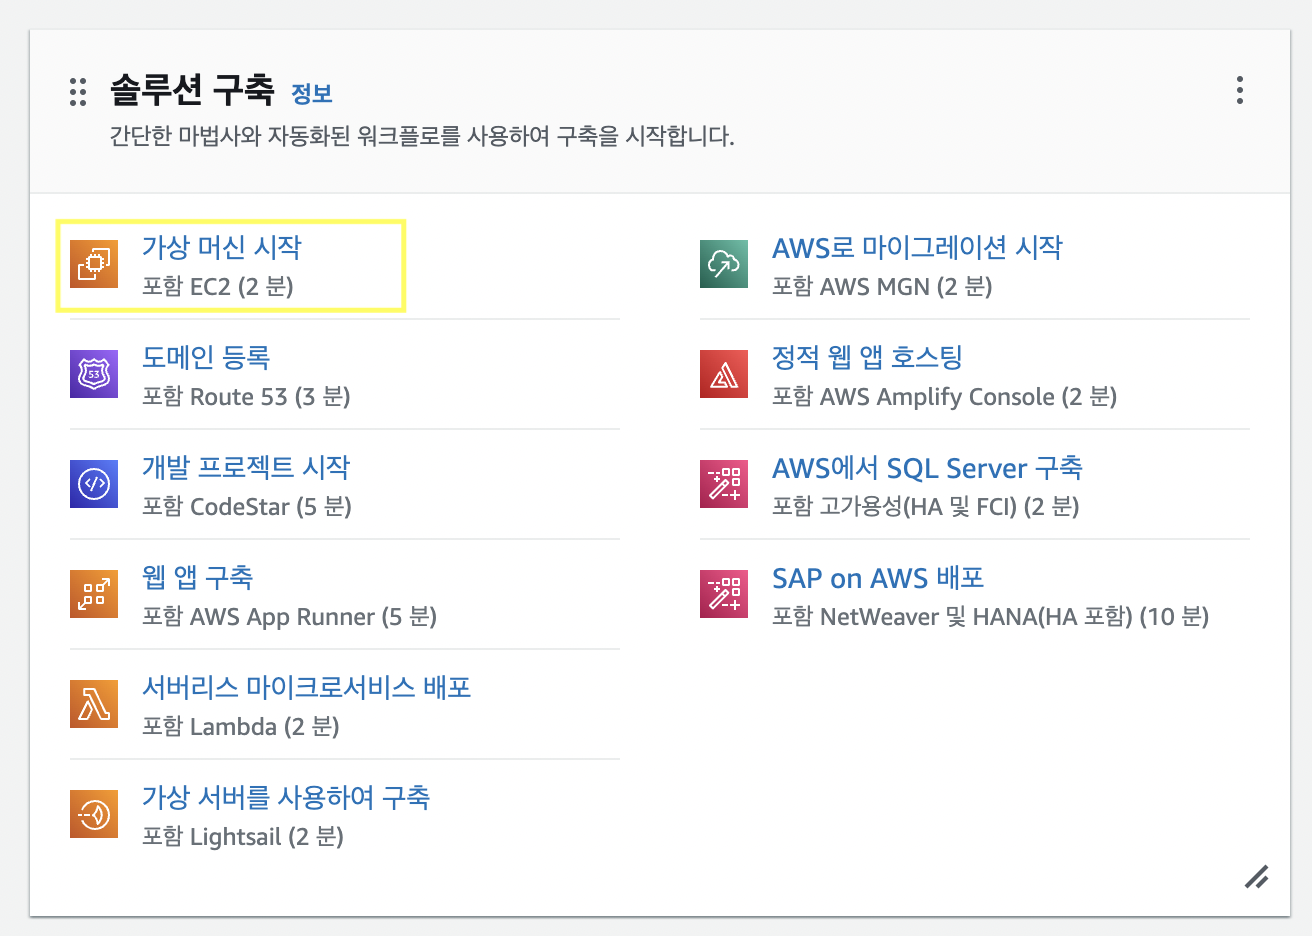 솔루션 구축 정보
간단한 마법사와 자동화된 워크플로를 사용하여 구축을 시작합니다.
가상 머신 시작
포함 EC2 (2 분)
도메인 등록
53
포함 Route 53 (3 분)
개발 프로젝트 시작
포함 CodeStar (5 분)
웹 앱 구축
포함 AWS App Runner (5 분)
서버리스 마이크로서비스 배포
포함 Lambda (2 분)
가상 서버를 사용하여 구축
포함 Lightsail (2 분)
AWS로 마이그레이션 시작
포함 AWS MGN (2 분)
정적 웹 앱 호스팅
포함 AWS Amplify Console (2 분)
AWS에서 SQL Server 구축
포함 고가용성(HA 및 FCI) (2 분)
SAP on AWS 배포
포함 NetWeaver 및 HANA(HA 포함) (10 분)